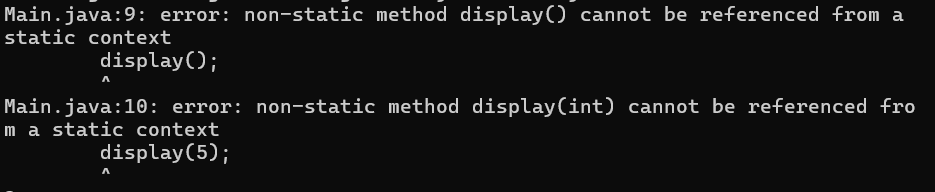 Main.java:9: error: non-static method display() cannot be referenced from a
static context
        display();
        ^
Main.java:10: error: non-static method display(int) cannot be referenced fro
m a static context
        display(5);
        ^